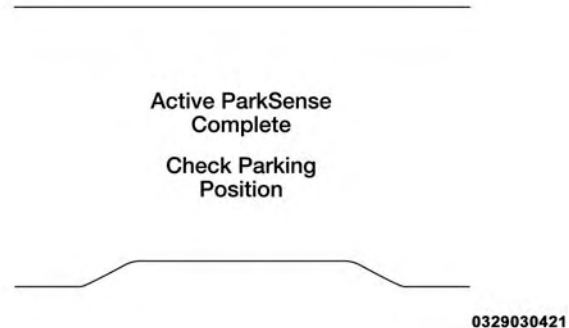 Active ParkSense
Complete
Check Parking
Position
0329030421